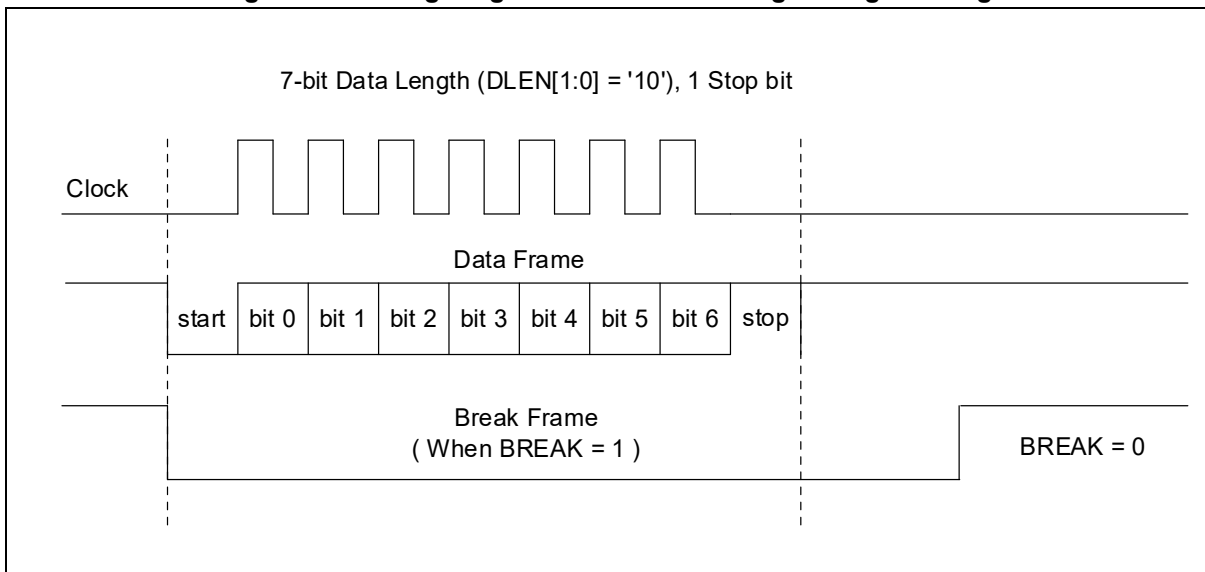 7-bit Data Length (DLEN[1:0] = '10'), 1 Stop bit
Clock
Data Frame
start bit 0 bit 1 bit 2 bit 3 bit 4 bit 5 bit 6 stop
Break Frame
( When BREAK = 1 )
BREAK = 0